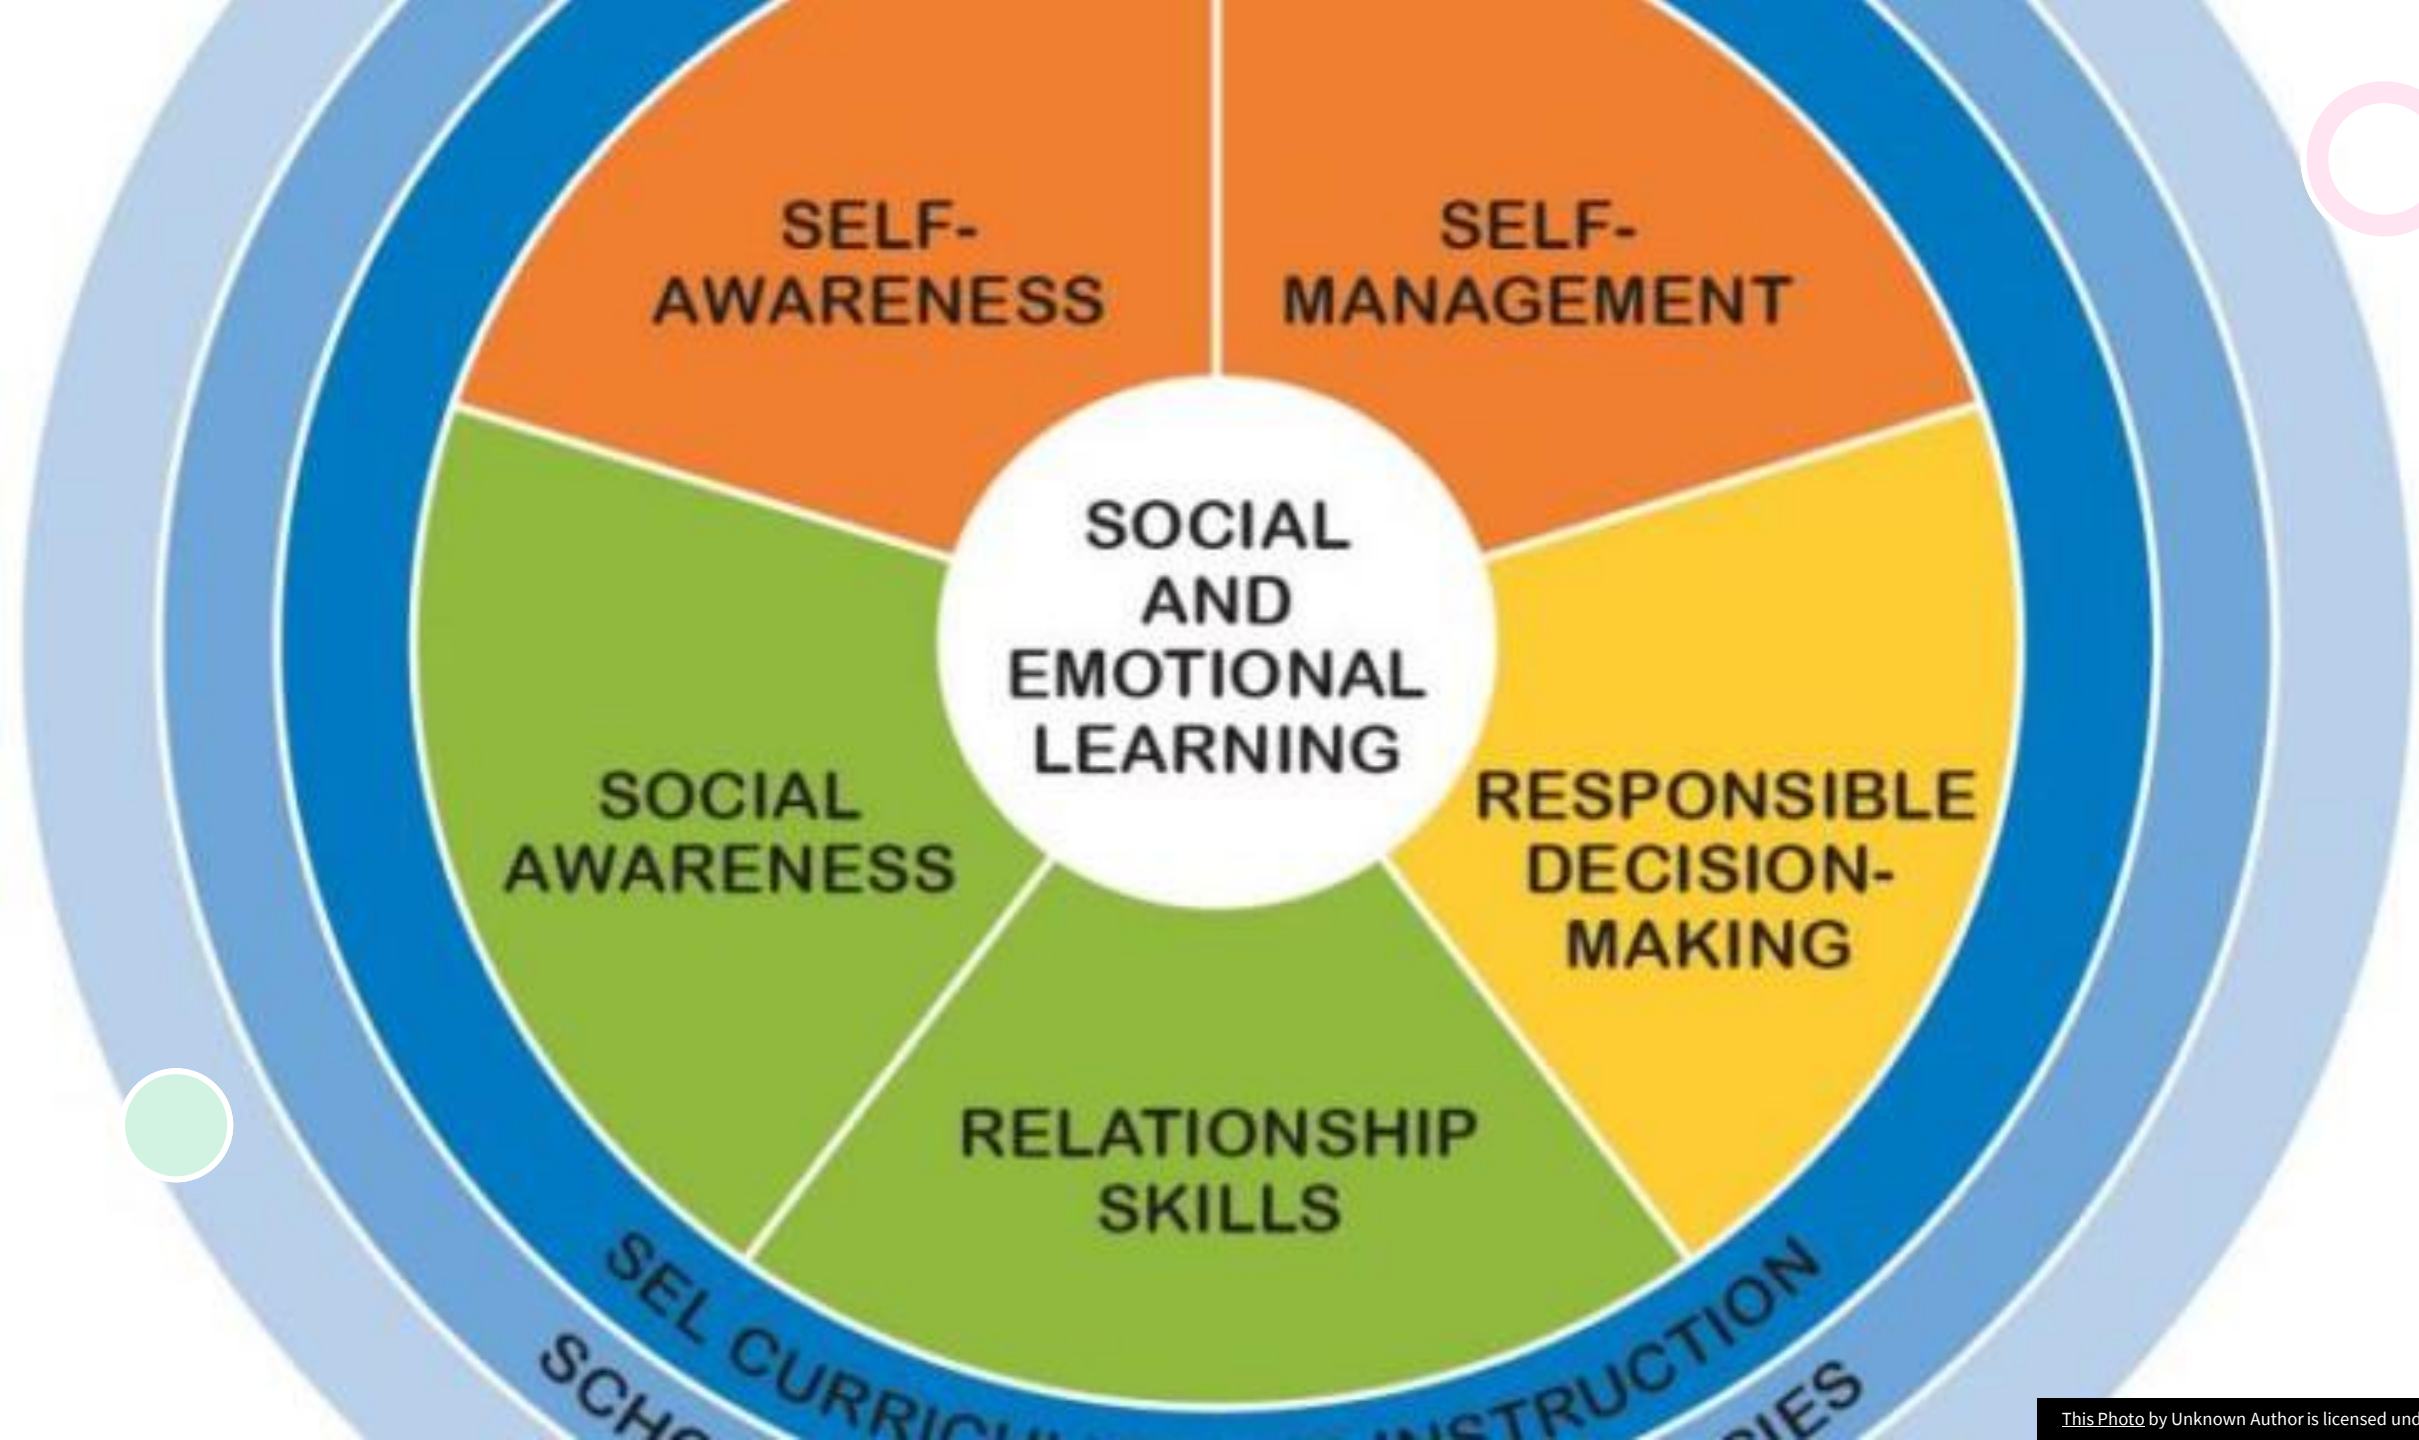 SELF-
AWARENESS
SELF-
MANAGEMENT
SOCIAL
AND
EMOTIONAL
LEARNING
SOCIAL
AWARENESS
RESPONSIBLE
DECISION-
MAKING
RELATIONSHIP
SKILLS
SEL INSTRUCTION
This Photo by Unknown Author is licensed